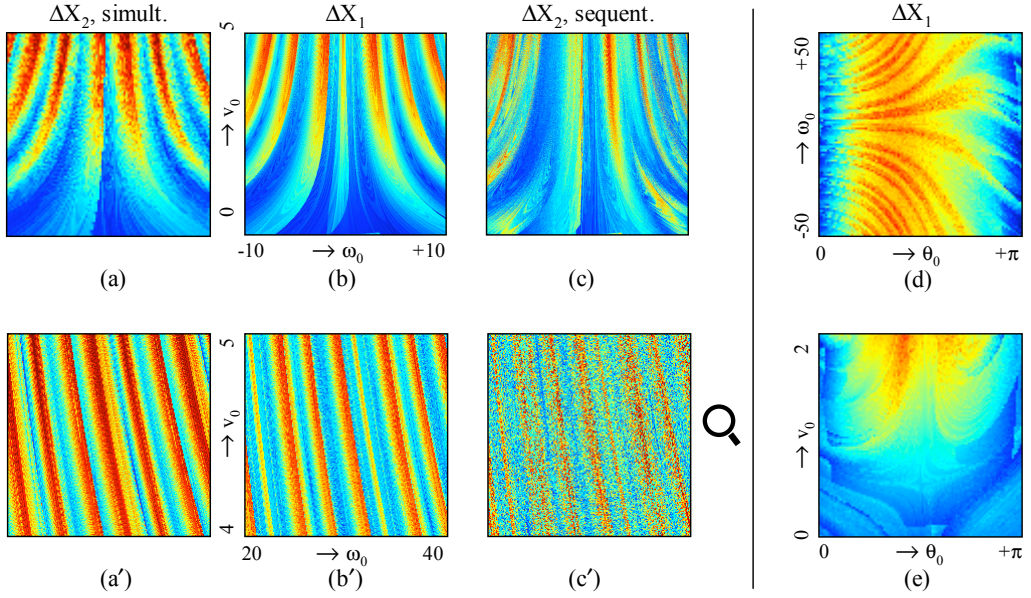 ΔX₂, simult.
ΔX₁
ΔX₂, sequent.
ΔX₁
0 → v₀ 5
-10 → ω₀ +10
-50 → ω₀ +50
0 → θ₀ +π
(a)
(b)
(c)
(d)
4 → v₀ 5
20 → ω₀ 40
0 → v₀ 2
0 → θ₀ +π
(a′)
(b′)
(c′)
(e)